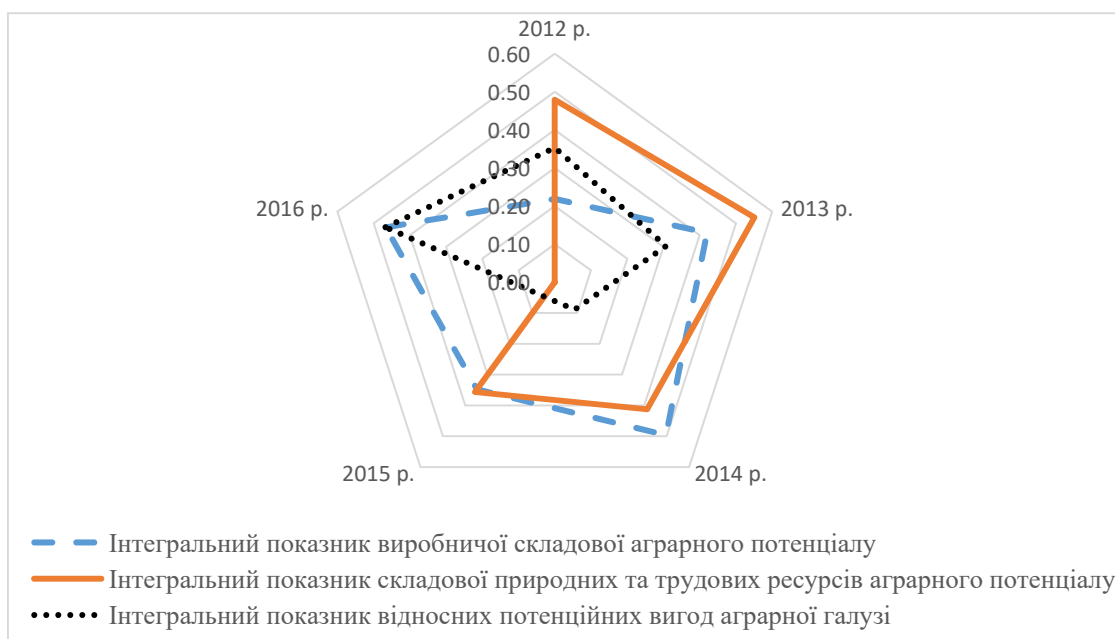 2012 р.
0.60
0.50
0.40
0.30
0.20
0.10
0.00
2016 р.
2013 р.
2015 р.
2014 р.
Інтегральний показник виробничої складової аграрного потенціалу
Інтегральний показник складової природних та трудових ресурсів аграрного потенціалу
Інтегральний показник відносних потенційних вигод аграрної галузі